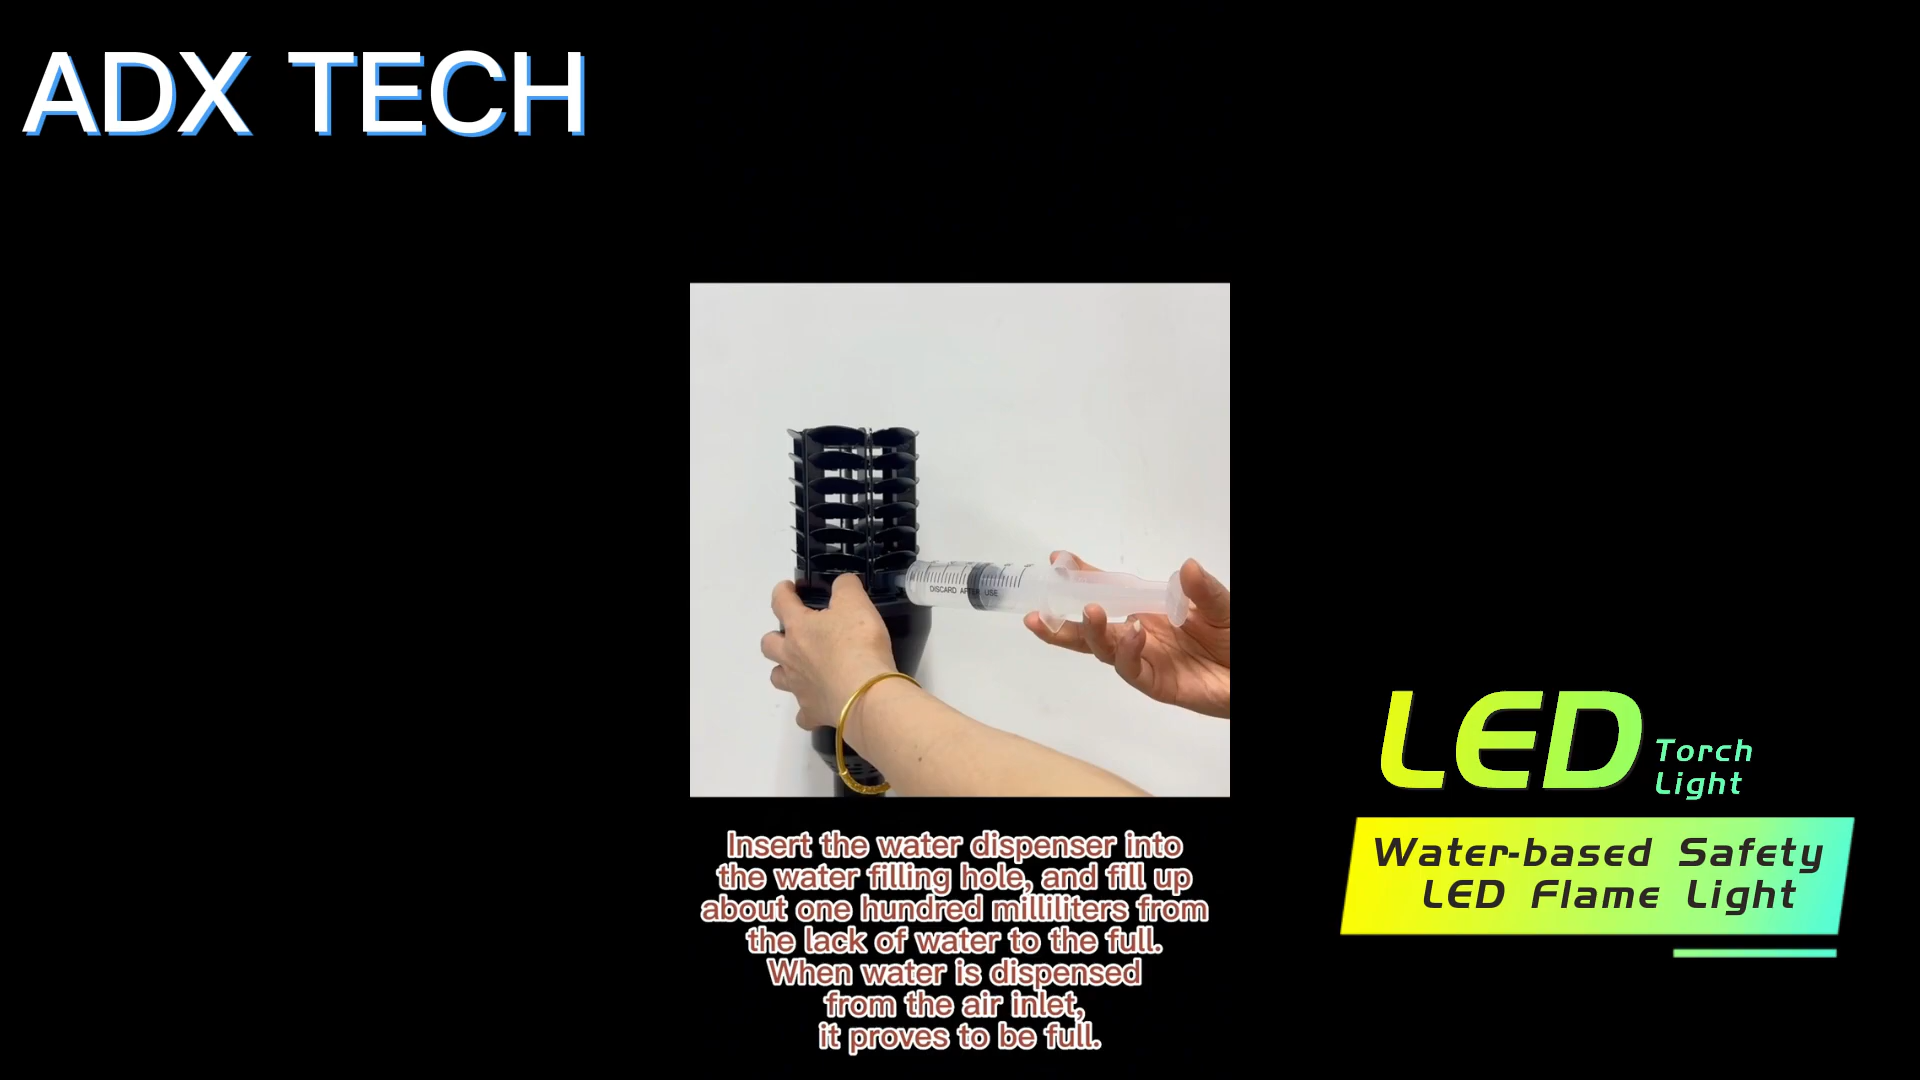 ADX TECH
DISCARD AFTER USE
LED
Torch
Light
Water-based Safety
LED Flame Light
Insert the water dispenser into
the water filling hole, and fill up
about one hundred milliliters from
the lack of water to the full.
When water is dispensed
from the air inlet,
it proves to be full.